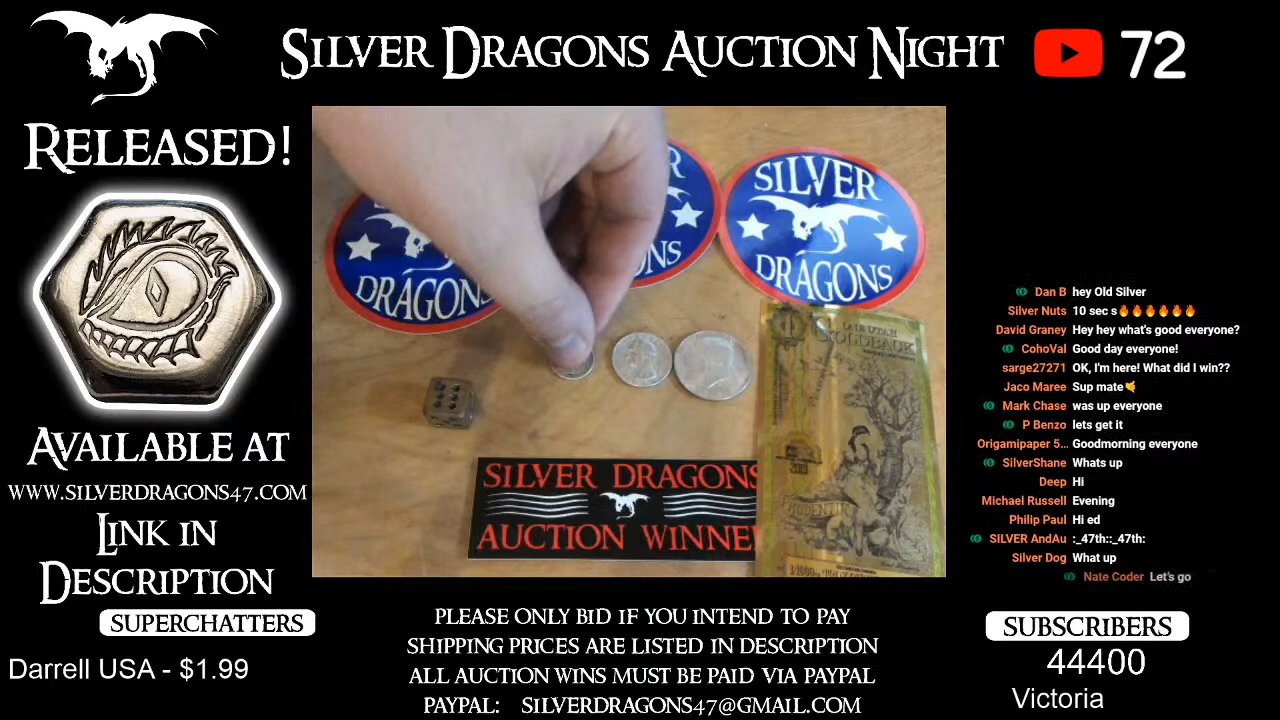 SILVER DRAGONS AUCTION NIGHT
72
RELEASED!
AVAILABLE AT
WWW.SILVERDRAGONS47.COM
LINK IN
DESCRIPTION
SUPERCHATTERS
Darrell USA - $1.99
DRAGONS
R
NS
SILVER
DRAGONS
GOLDBACK
SILVER DRAGONS
AUCTION WINNE
PLEASE ONLY BID IF YOU INTEND TO PAY
SHIPPING PRICES ARE LISTED IN DESCRIPTION
ALL AUCTION WINS MUST BE PAID VIA PAYPAL
PAYPAL: SILVERDRAGONS47@GMAIL.COM
Dan B hey Old Silver
Silver Nuts 10 sec s🔥🔥🔥🔥🔥🔥
David Graney Hey hey what's good everyone?
CohoVal Good day everyone!
sarge27271 OK, I'm here! What did I win??
Jaco Maree Sup mate🤙
Mark Chase was up everyone
P Benzo lets get it
Origamipaper 5... Goodmorning everyone
SilverShane Whats up
Deep Hi
Michael Russell Evening
Philip Paul Hi ed
SILVER AndAu :_47th::_47th:
Silver Dog What up
Nate Coder Let's go
SUBSCRIBERS
44400
Victoria